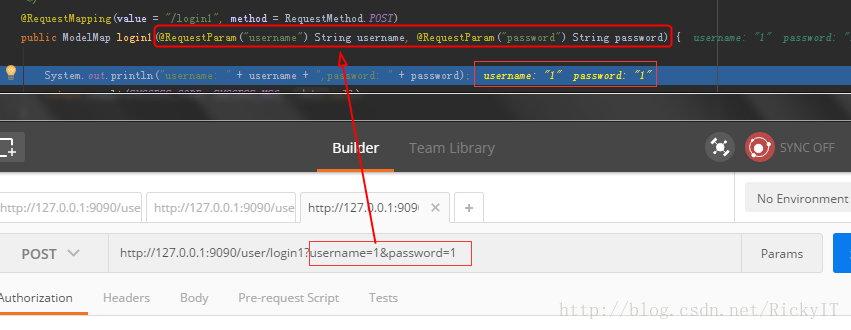 @RequestMapping(value = "/login1", method = RequestMethod.POST)
public ModelMap login1(@RequestParam("username") String username, @RequestParam("password") String password) { username: "1" password: "1
System.out.println("username: " + username + ",password: " + password); username: "1" password: "1"
Builder Team Library SYNC OFF
http://127.0.0.1:9090/use http://127.0.0.1:9090/use http://127.0.0.1:909 × + No Environment
POST http://127.0.0.1:9090/user/login1?username=1&password=1 Params
Authorization Headers Body Pre-request Script Tests
http://blog.csdn.net/RickyIT